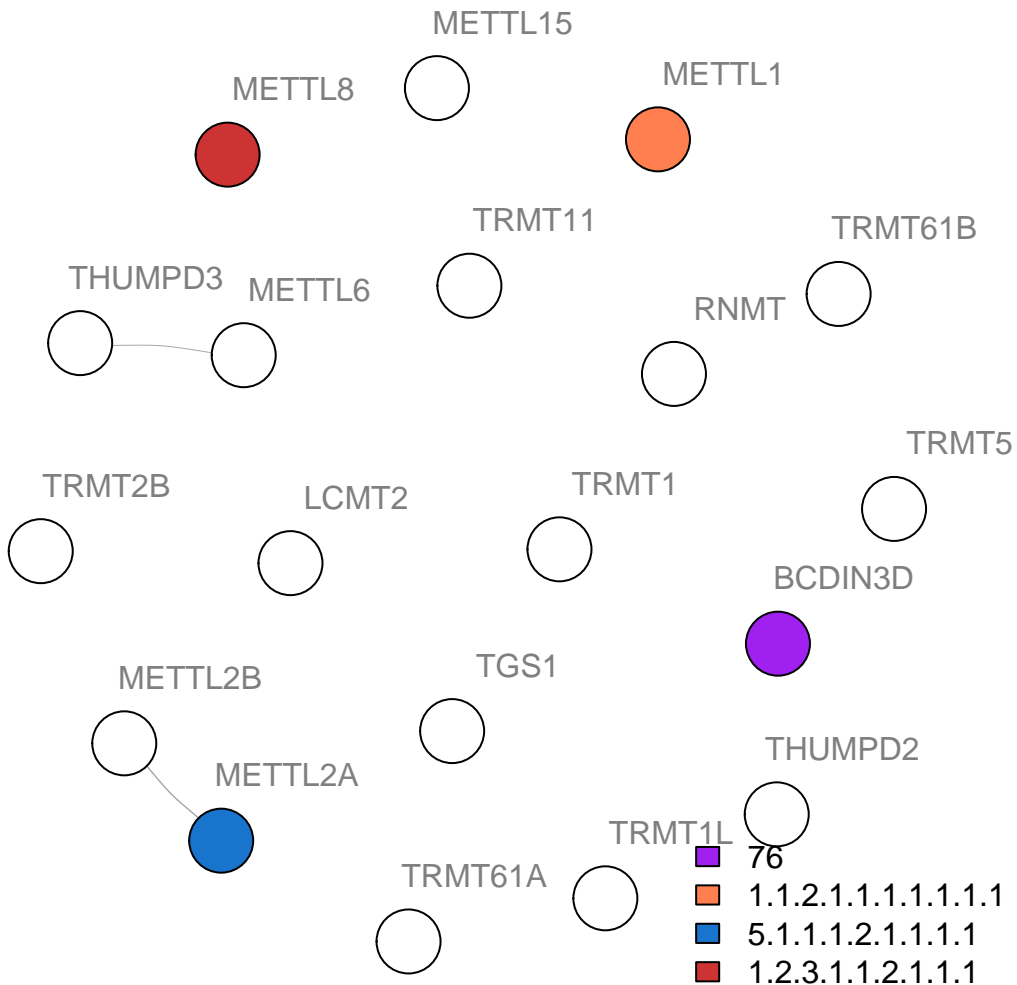 METTL15
METTL1
METTL8
TRMT11
TRMT61B
THUMPD3
METTL6
RNMT
TRMT5
TRMT2B
LCMT2
TRMT1
BCDIN3D
TGS1
METTL2B
THUMPD2
METTL2A
TRMT1L
76
TRMT61A
1.1.2.1.1.1.1.1.1.1
5.1.1.1.2.1.1.1.1
1.2.3.1.1.2.1.1.1